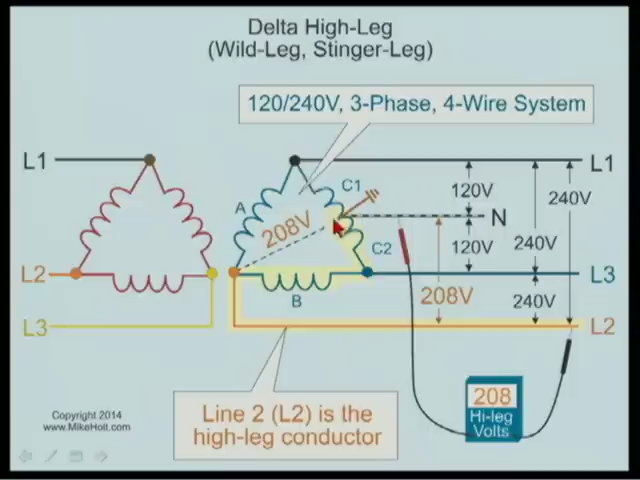 Delta High-Leg
(Wild-Leg, Stinger-Leg)
120/240V, 3-Phase, 4-Wire System
L1
L1
C1
120V
240V
A
208V
N
C2
120V
240V
L2
L3
B
208V
240V
L3
L2
Copyright 2014
www.MikeHolt.com
Line 2 (L2) is the
high-leg conductor
208
Hi-leg
Volts